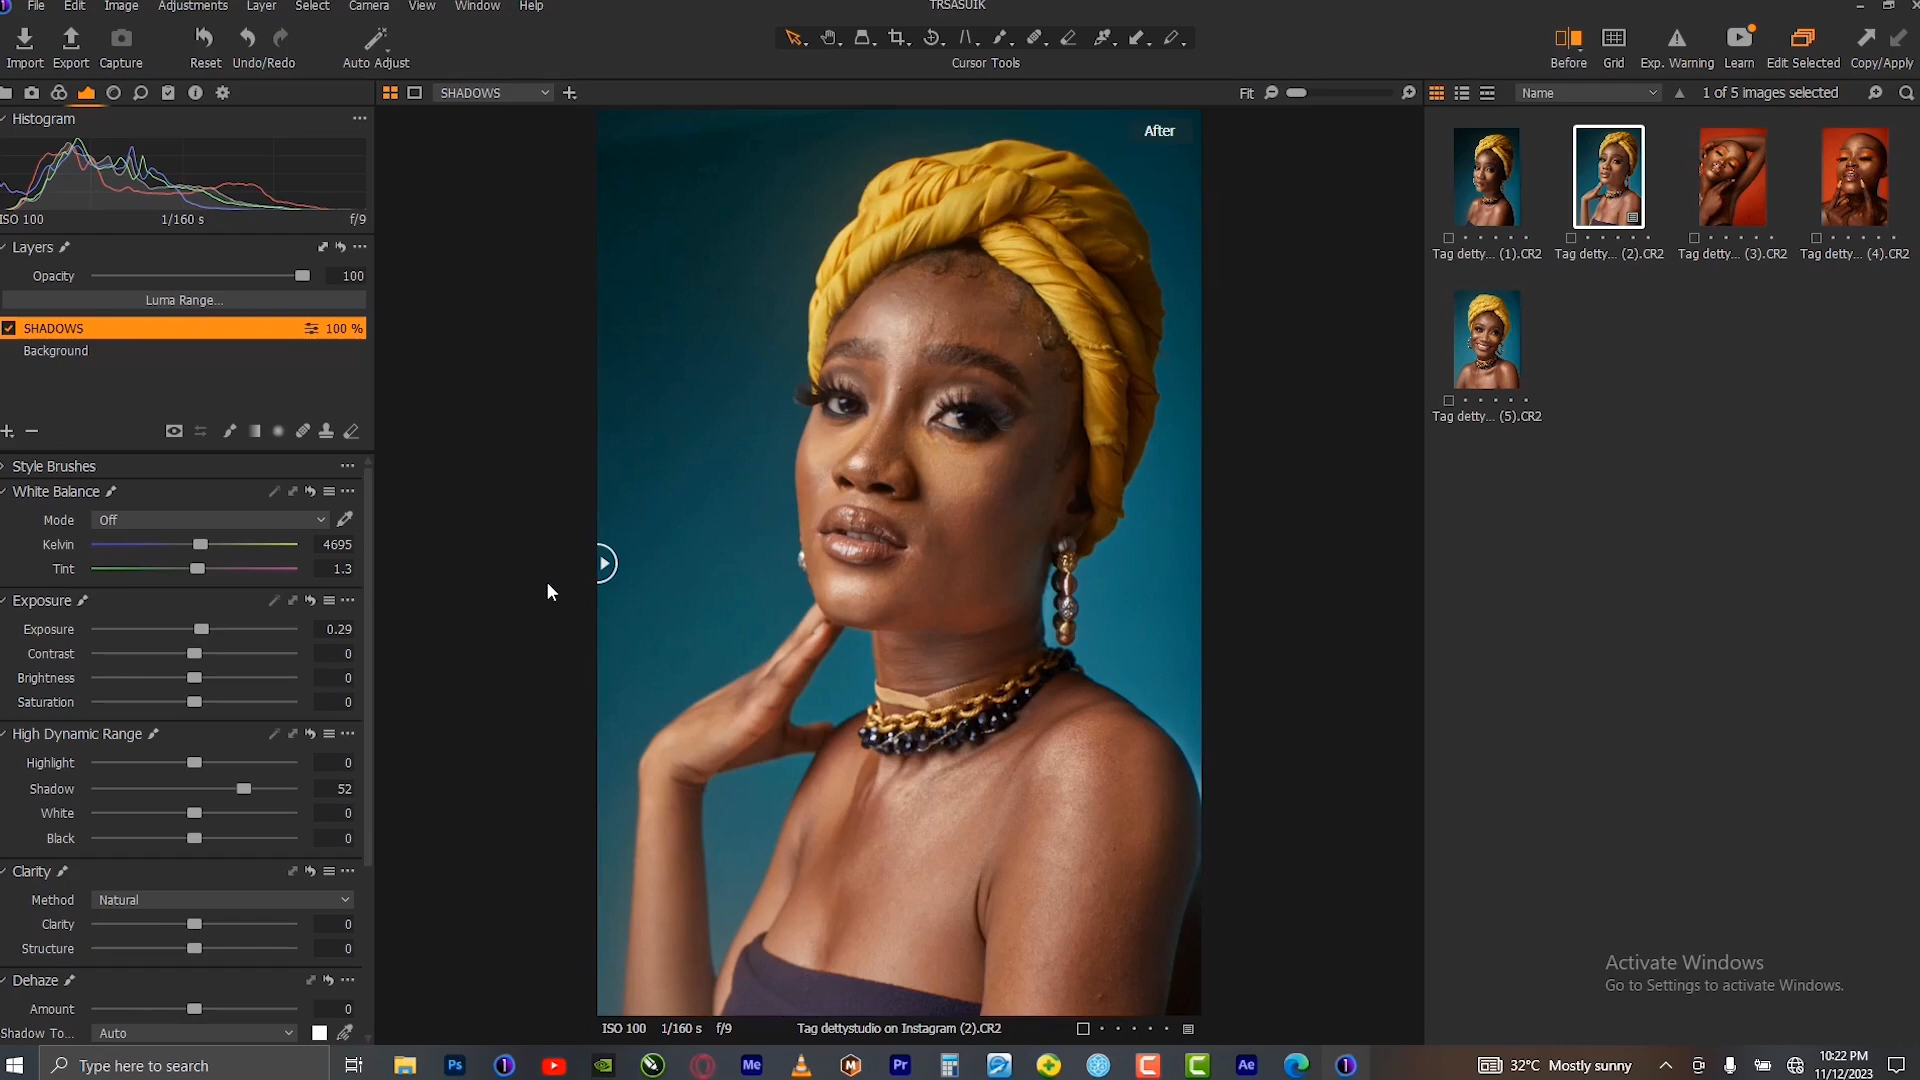 TRSASUIK
File Edit Image Adjustments Layer Select Camera View Window Help
Import Export Capture Reset Undo/Redo Auto Adjust Cursor Tools Before Grid Exp. Warning Learn Edit Selected Copy/Apply
SHADOWS
Fit
Name
1 of 5 images selected
Histogram
ISO 100 1/160 s f/9
Layers
Opacity 100
Luma Range...
SHADOWS 100 %
Background
Style Brushes
White Balance
Mode Off
Kelvin 4695
Tint 1.3
Exposure
Exposure 0.29
Contrast 0
Brightness 0
Saturation 0
High Dynamic Range
Highlight 0
Shadow 52
White 0
Black 0
Clarity
Method Natural
Clarity 0
Structure 0
Dehaze
Amount 0
Shadow To... Auto
After
ISO 100 1/160 s f/9 Tag dettystudio on Instagram (2).CR2
Tag detty... (1).CR2 Tag detty... (2).CR2 Tag detty... (3).CR2 Tag detty... (4).CR2
Tag detty... (5).CR2
Activate Windows
Go to Settings to activate Windows.
Type here to search
Ps Me Pr Ae
32°C Mostly sunny
10:22 PM
11/12/2023